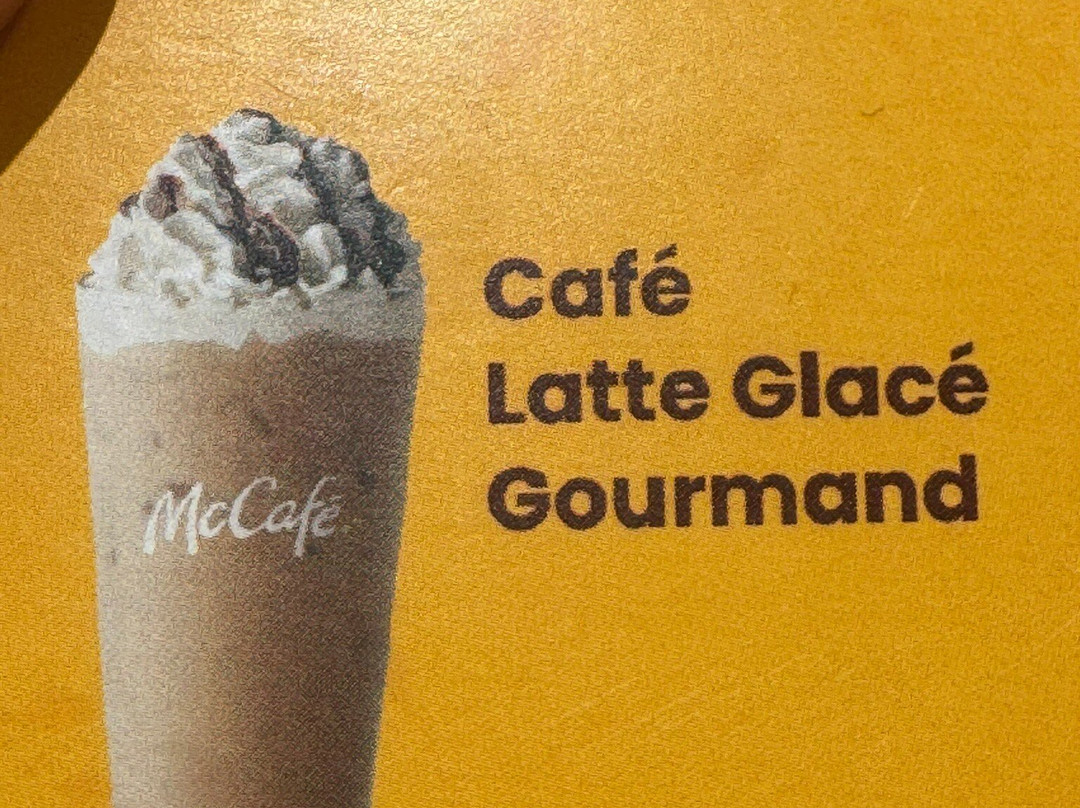 Café
Latte Glacé
Gourmand
McCafé